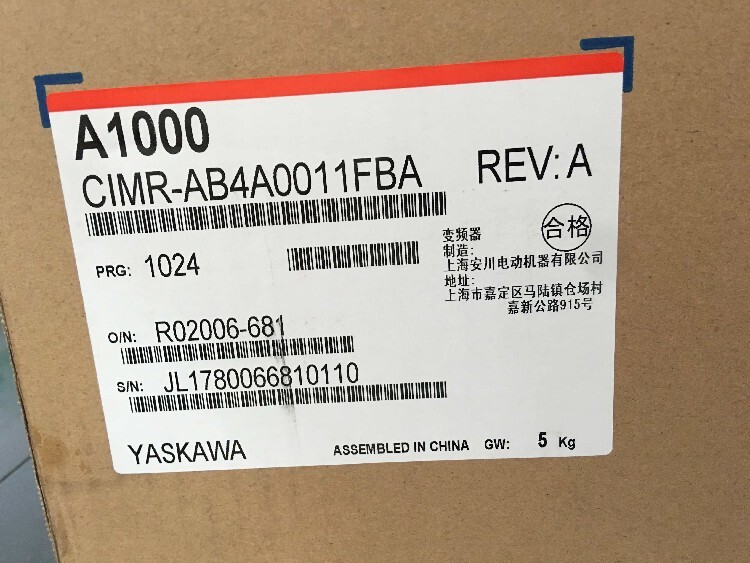 A1000
CIMR-AB4A0011FBA
REV: A
变频器
合格
制造:
上海安川电动机器有限公司
地址:
上海市嘉定区马陆镇仓场村
嘉新公路915号
PRG: 1024
O/N: R02006-681
S/N: JL1780066810110
YASKAWA
ASSEMBLED IN CHINA GW: 5 Kg